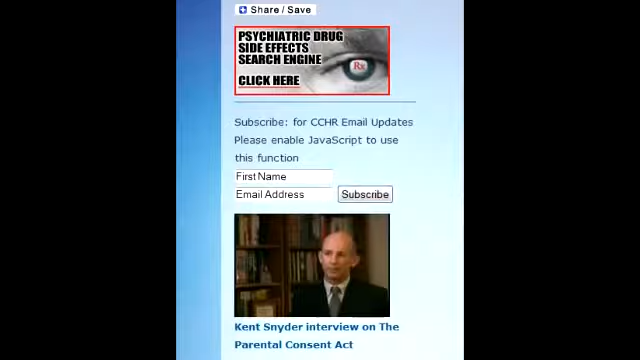 Share / Save
PSYCHIATRIC DRUG
SIDE EFFECTS
SEARCH ENGINE
Rx
CLICK HERE
Subscribe: for CCHR Email Updates
Please enable JavaScript to use
this function
First Name
Email Address
Subscribe
Kent Snyder interview on The
Parental Consent Act